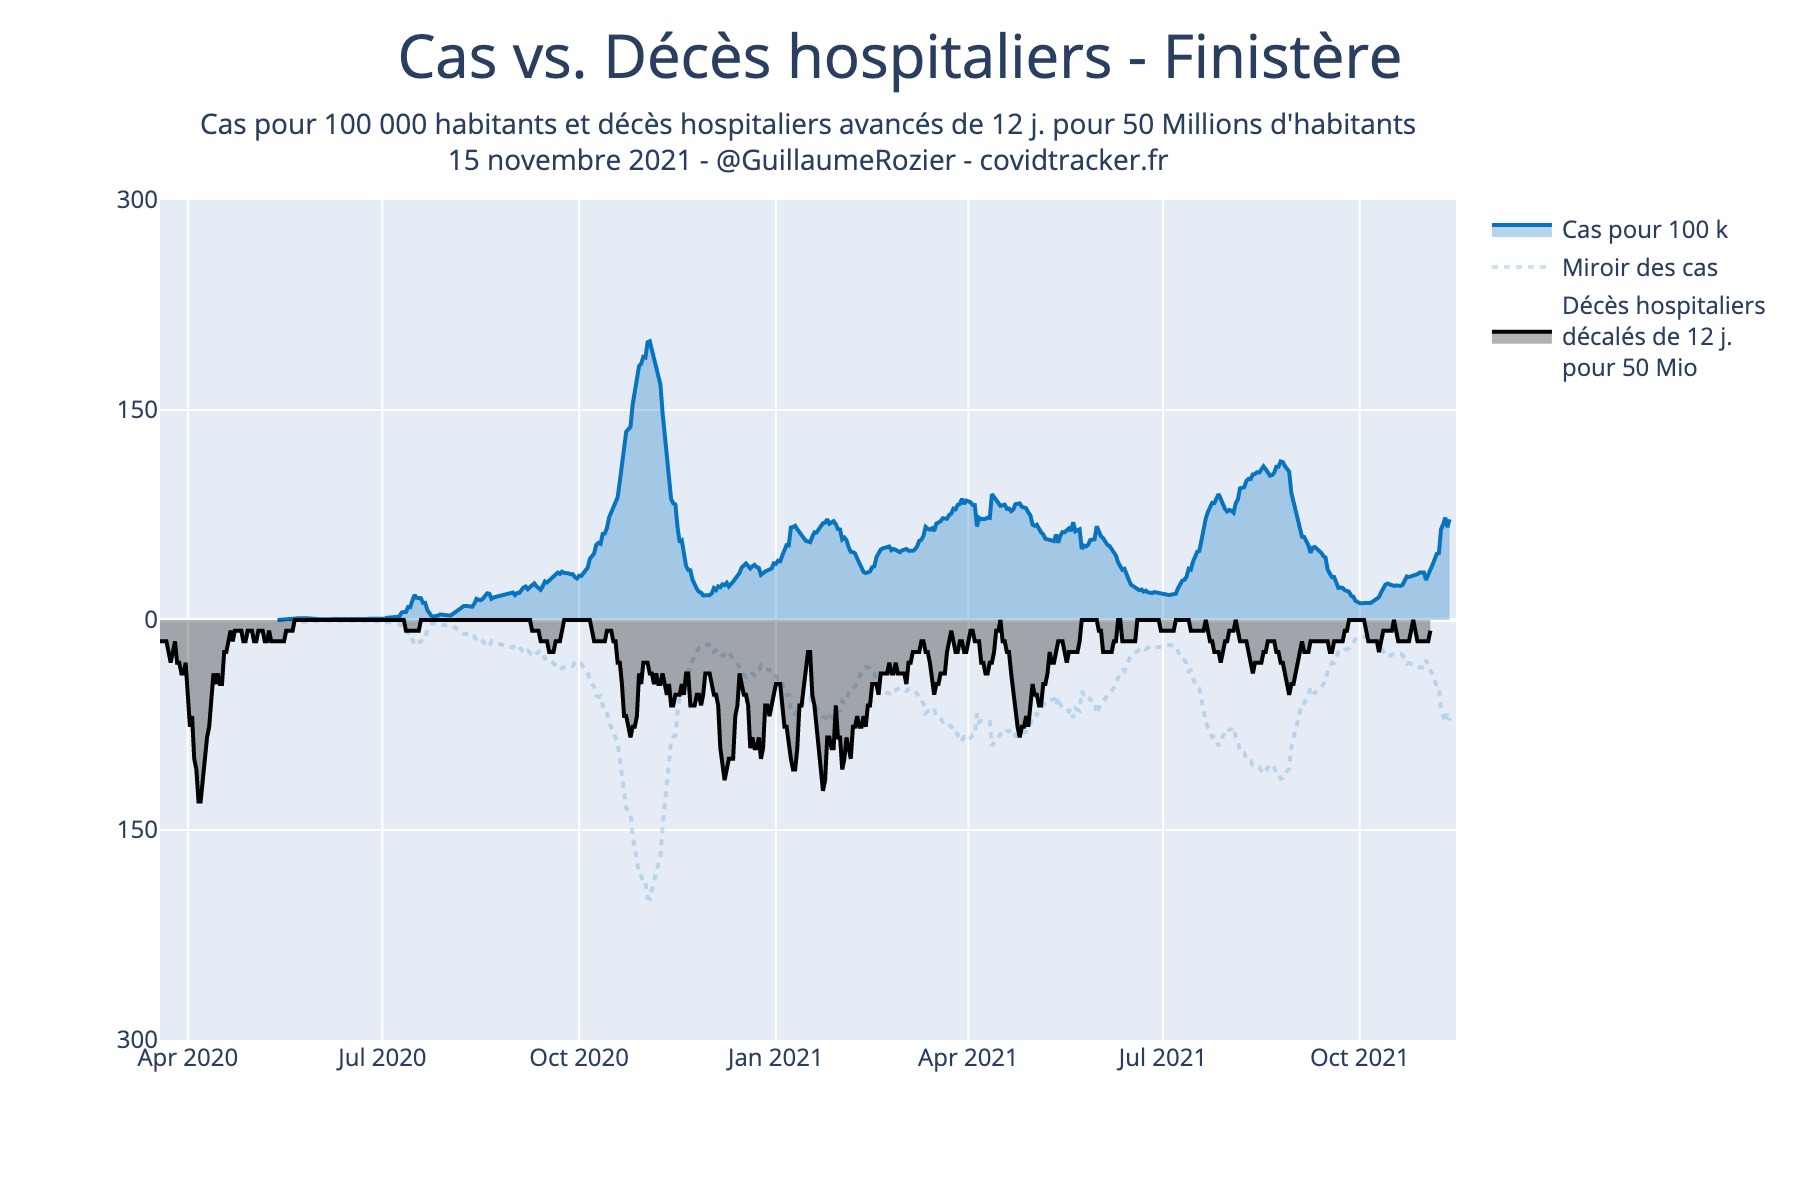 Cas vs. Décès hospitaliers - Finistère
Cas pour 100 000 habitants et décès hospitaliers avancés de 12 j. pour 50 Millions d'habitants
15 novembre 2021 - @GuillaumeRozier - covidtracker.fr
300
150
0
150
300
Apr 2020
Jul 2020
Oct 2020
Jan 2021
Apr 2021
Jul 2021
Oct 2021
Cas pour 100 k
Miroir des cas
Décès hospitaliers
décalés de 12 j.
pour 50 Mio